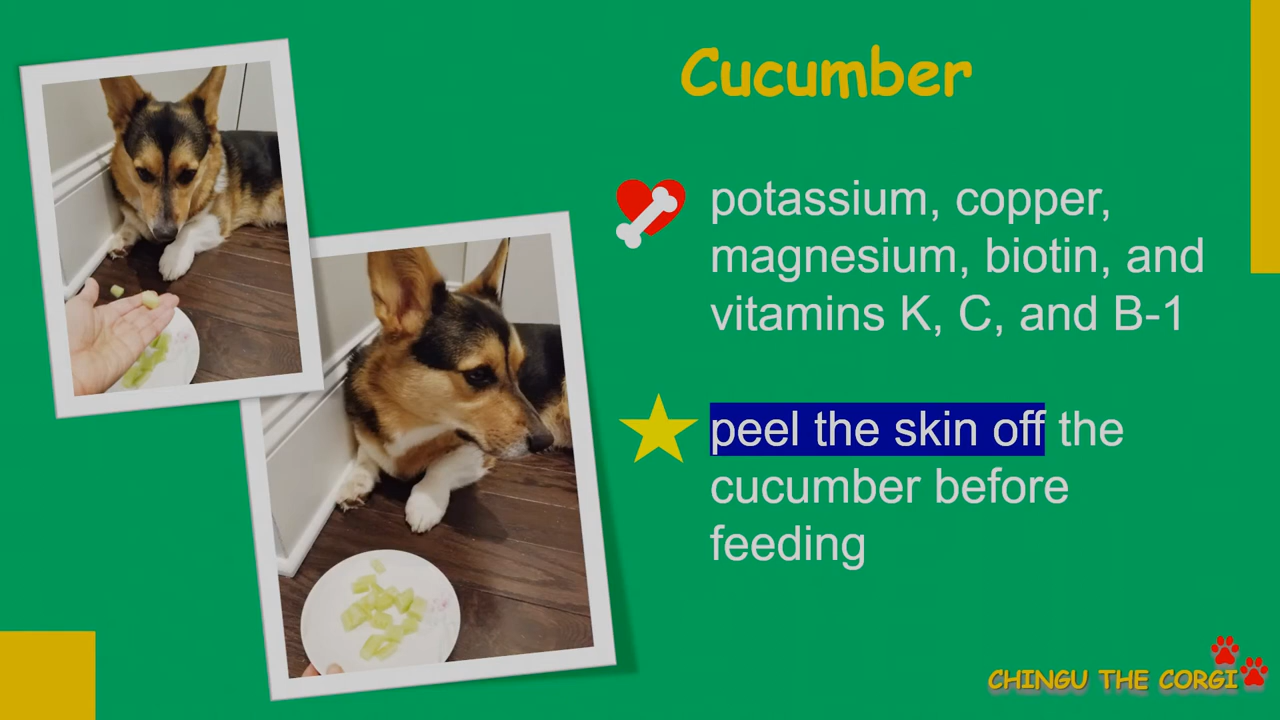 Cucumber
potassium, copper,
magnesium, biotin, and
vitamins K, C, and B-1
peel the skin off the
cucumber before
feeding
CHINGU THE CORGI